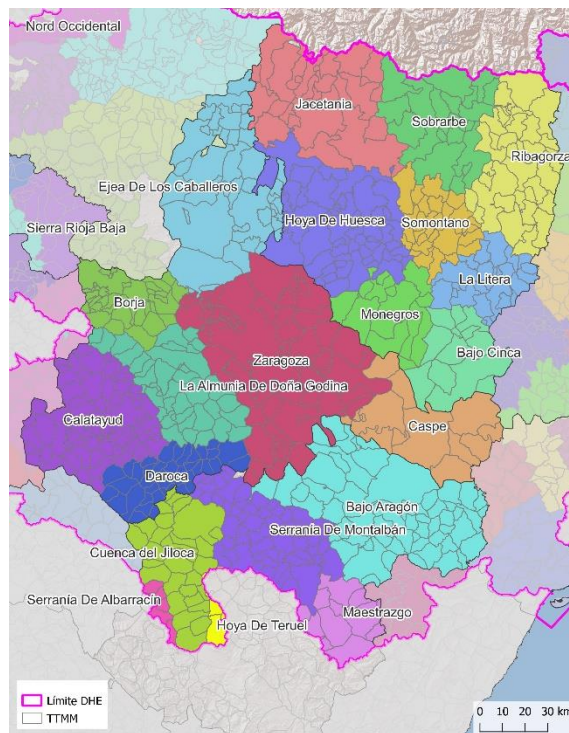 Nord Occidental
Jacetania
Sobrarbe
Ribagorza
Ejea De Los Caballeros
Sierra Rioja Baja
Hoya De Huesca
Somontano
La Litera
Borja
Monegros
Zaragoza
Bajo Cinca
La Almunia De Doña Godina
Calatayud
Caspe
Daroca
Bajo Aragón
Serranía De Montalbán
Cuenca del Jiloca
Serranía De Albarracín
Maestrazgo
Hoya De Teruel
Límite DHE
TTMM
0 10 20 30 km